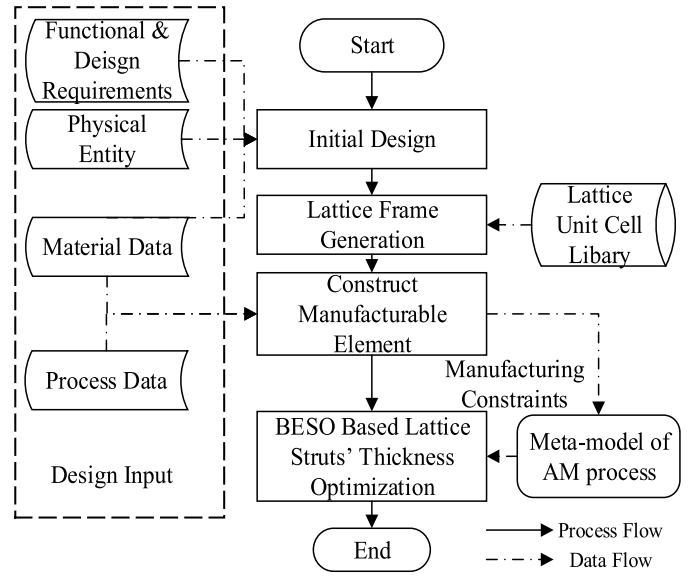 Functional &
Deisgn
Requirements
Physical
Entity
Material Data
Process Data
Design Input
Start
Initial Design
Lattice Frame
Generation
Lattice
Unit Cell
Libary
Construct
Manufacturable
Element
Manufacturing
Constraints
BESO Based Lattice
Struts’ Thickness
Optimization
Meta-model of
AM process
End
Process Flow
Data Flow